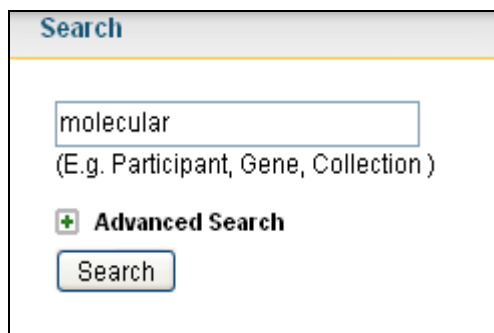 Search
molecular
(E.g. Participant, Gene, Collection )
Advanced Search
Search